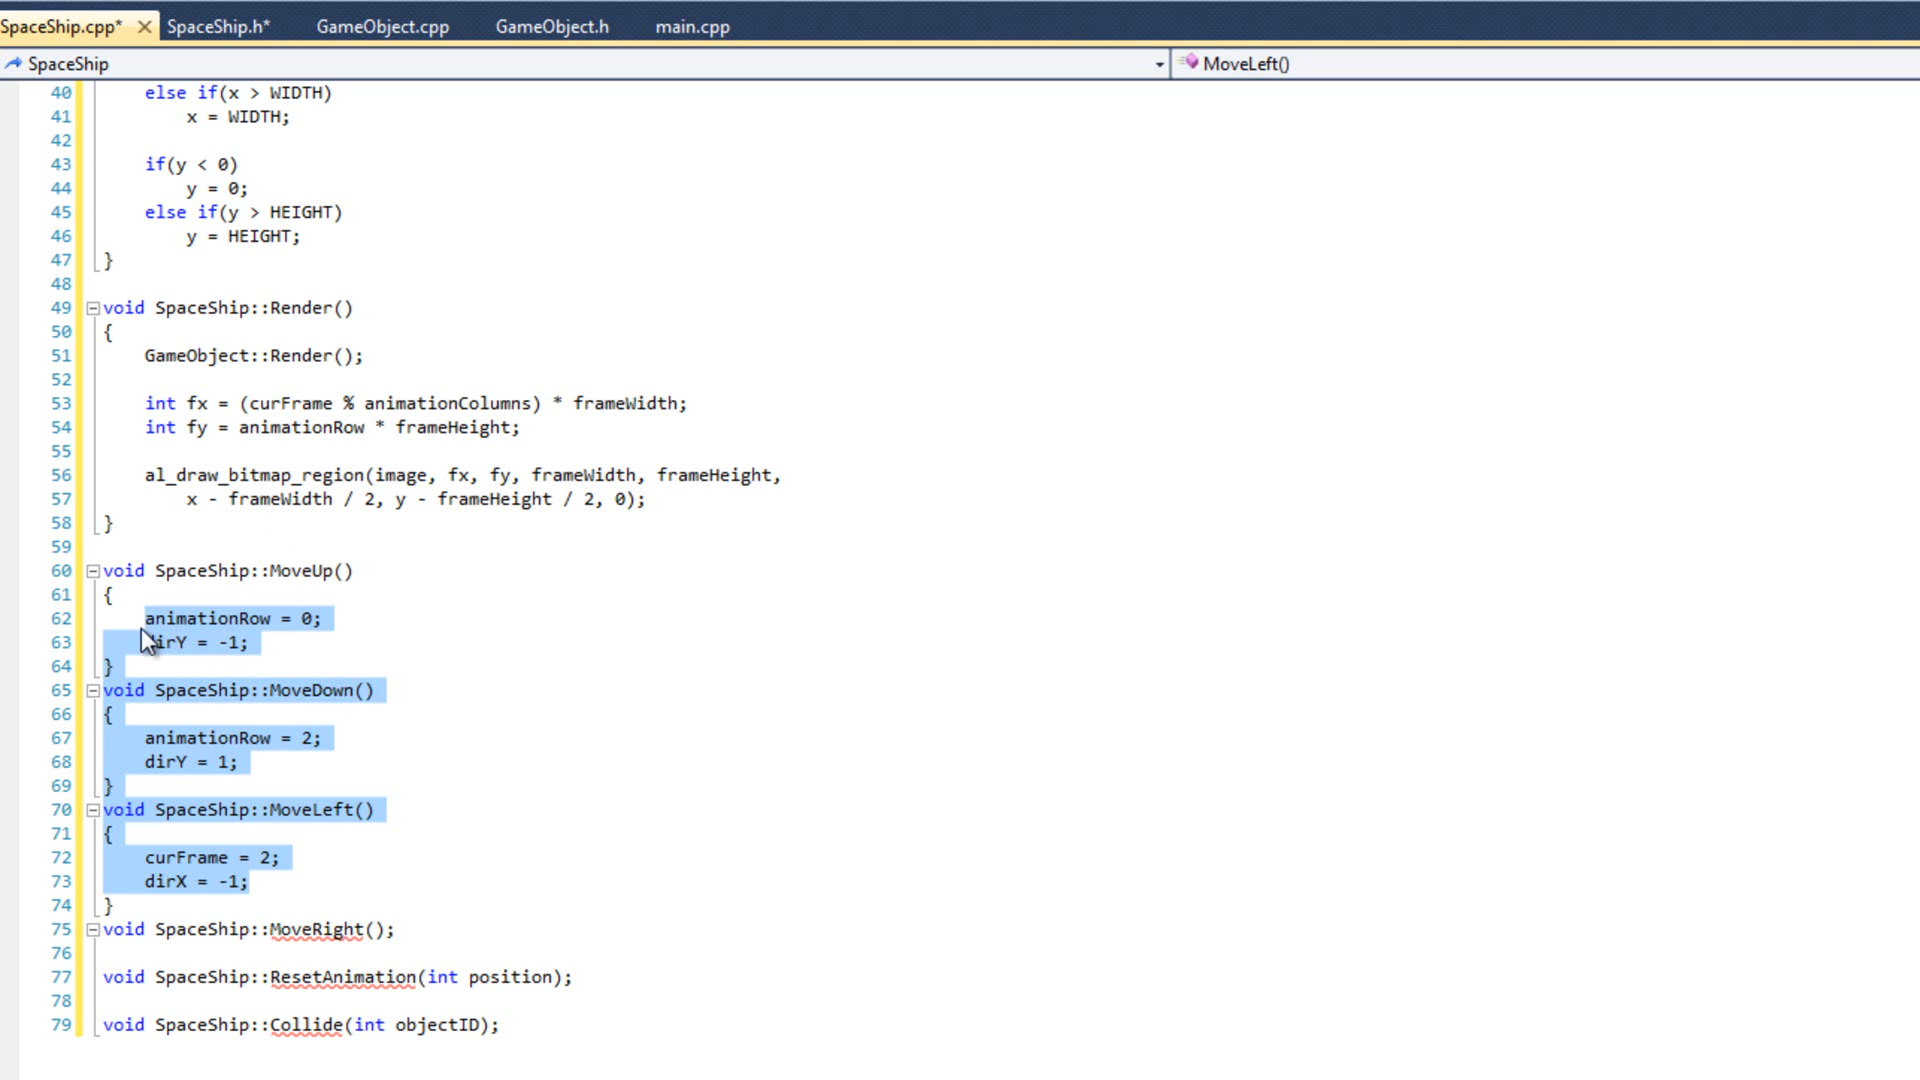 SpaceShip.cpp* SpaceShip.h* GameObject.cpp GameObject.h main.cpp
SpaceShip MoveLeft()
40 else if(x > WIDTH)
41 x = WIDTH;
42
43 if(y < 0)
44 y = 0;
45 else if(y > HEIGHT)
46 y = HEIGHT;
47 }
48
49 void SpaceShip::Render()
50 {
51 GameObject::Render();
52
53 int fx = (curFrame % animationColumns) * frameWidth;
54 int fy = animationRow * frameHeight;
55
56 al_draw_bitmap_region(image, fx, fy, frameWidth, frameHeight,
57 x - frameWidth / 2, y - frameHeight / 2, 0);
58 }
59
60 void SpaceShip::MoveUp()
61 {
62 animationRow = 0;
63 dirY = -1;
64 }
65 void SpaceShip::MoveDown()
66 {
67 animationRow = 2;
68 dirY = 1;
69 }
70 void SpaceShip::MoveLeft()
71 {
72 curFrame = 2;
73 dirX = -1;
74 }
75 void SpaceShip::MoveRight();
76
77 void SpaceShip::ResetAnimation(int position);
78
79 void SpaceShip::Collide(int objectID);